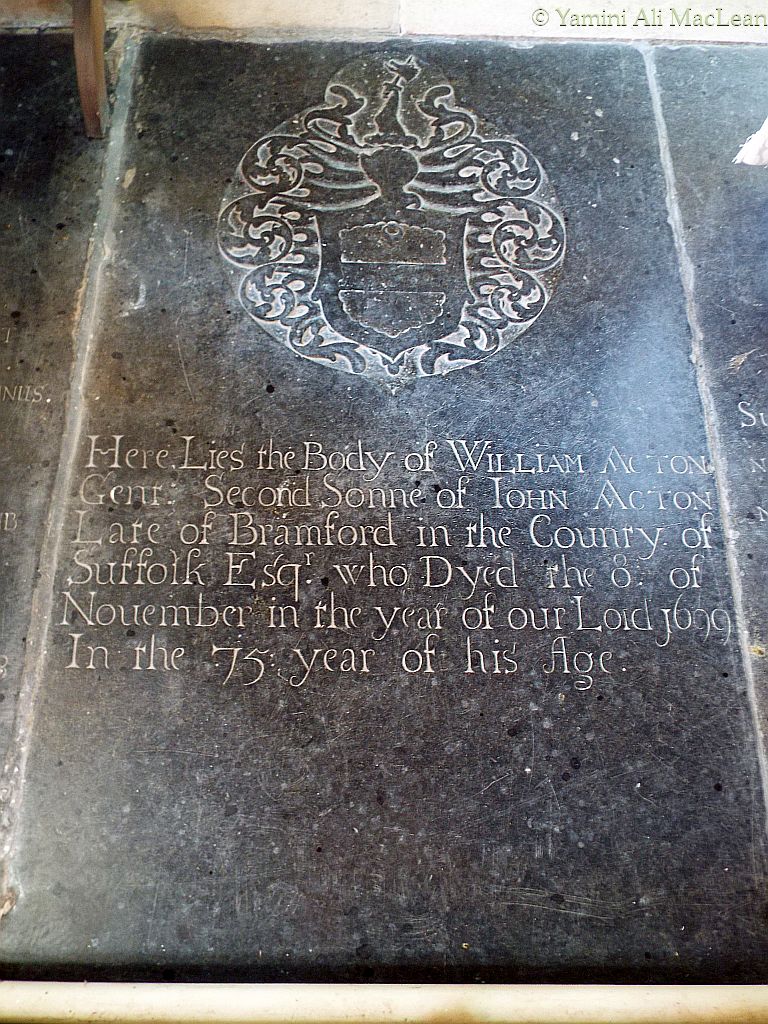 © Yamini Ali MacLean
Here Lies the Body of WILLIAM ACTON
Gent: Second Sonne of IOHN ACTON
Late of Bramford in the County of
Suffolk Esqr. who Dyed the 8: of
Nouember in the year of our Lord 1699
In the 75: year of his Age.
NUS.